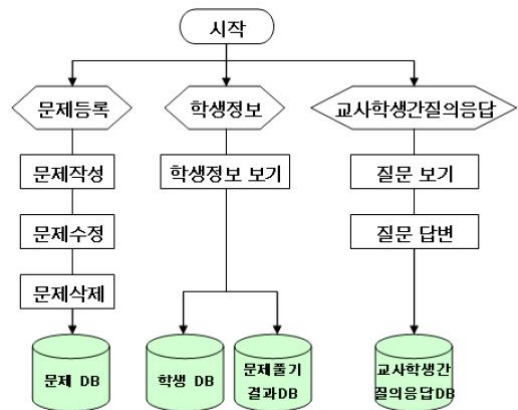 시작
문제등록
학생정보
교사학생간질의응답
문제작성
학생정보 보기
질문 보기
문제수정
질문 답변
문제삭제
문제 DB
학생 DB
문제풀기
결과DB
교사학생간
질의응답DB